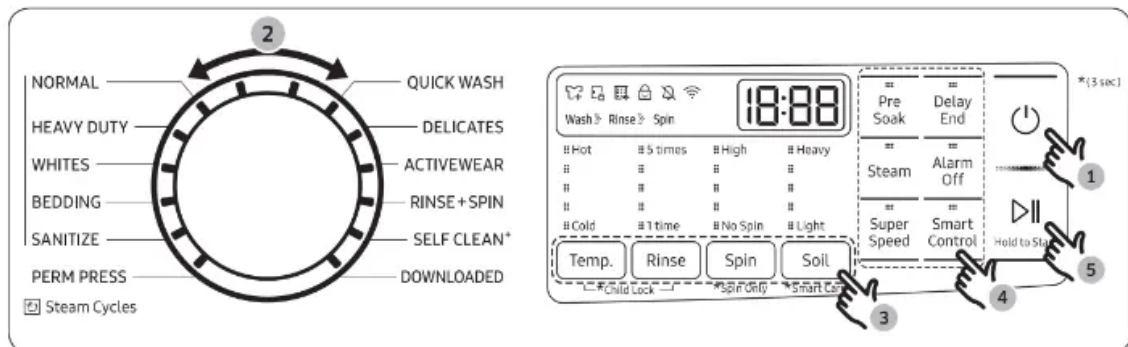 2
NORMAL
HEAVY DUTY
WHITES
BEDDING
SANITIZE
PERM PRESS
Steam Cycles
QUICK WASH
DELICATES
ACTIVEWEAR
RINSE+SPIN
SELF CLEAN*
DOWNLOADED
Wash Rinse Spin
18:88
Hot 5 times High Heavy
Cold 1 time No Spin Light
Temp. Rinse Spin Soil
*Child Lock *Spin Only *Smart Care
3
Pre Soak
Delay End
Steam
Alarm Off
Super Speed
Smart Control
4
*(3 sec)
1
Hold to Start
5